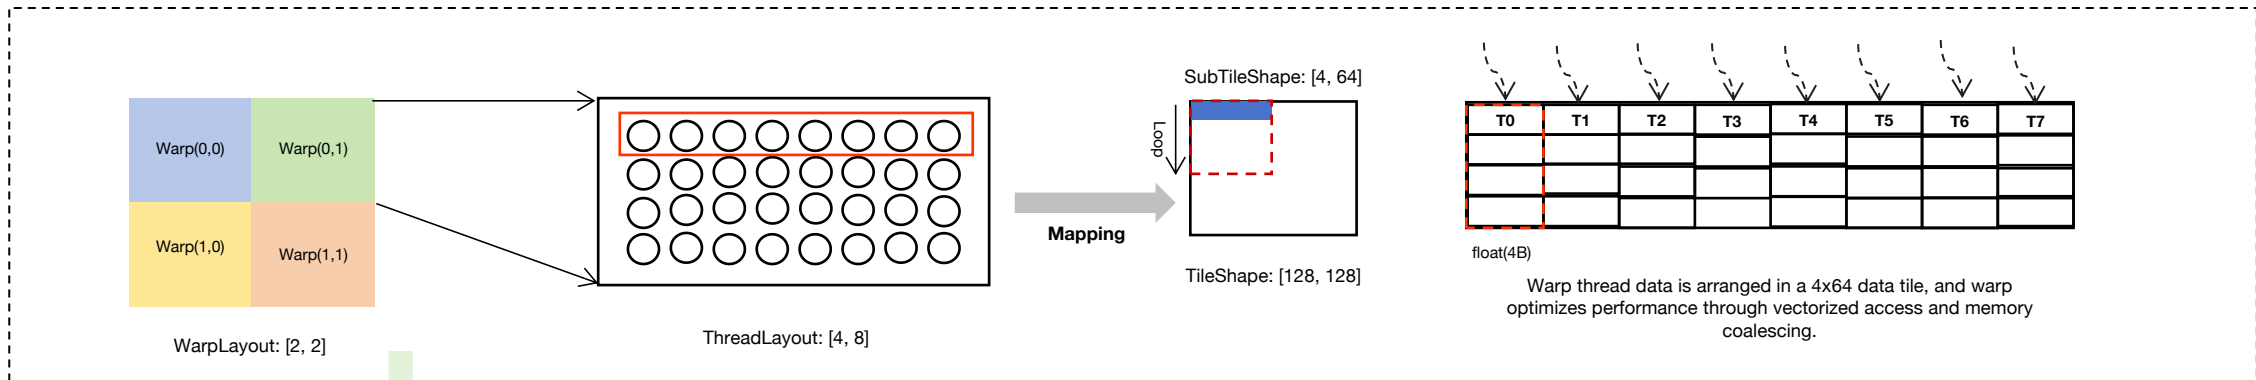 Warp(0,0)
Warp(0,1)
Warp(1,0)
Warp(1,1)
WarpLayout: [2, 2]
ThreadLayout: [4, 8]
Mapping
SubTileShape: [4, 64]
Loop
TileShape: [128, 128]
T0 T1 T2 T3 T4 T5 T6 T7
float(4B)
Warp thread data is arranged in a 4x64 data tile, and warp
optimizes performance through vectorized access and memory
coalescing.